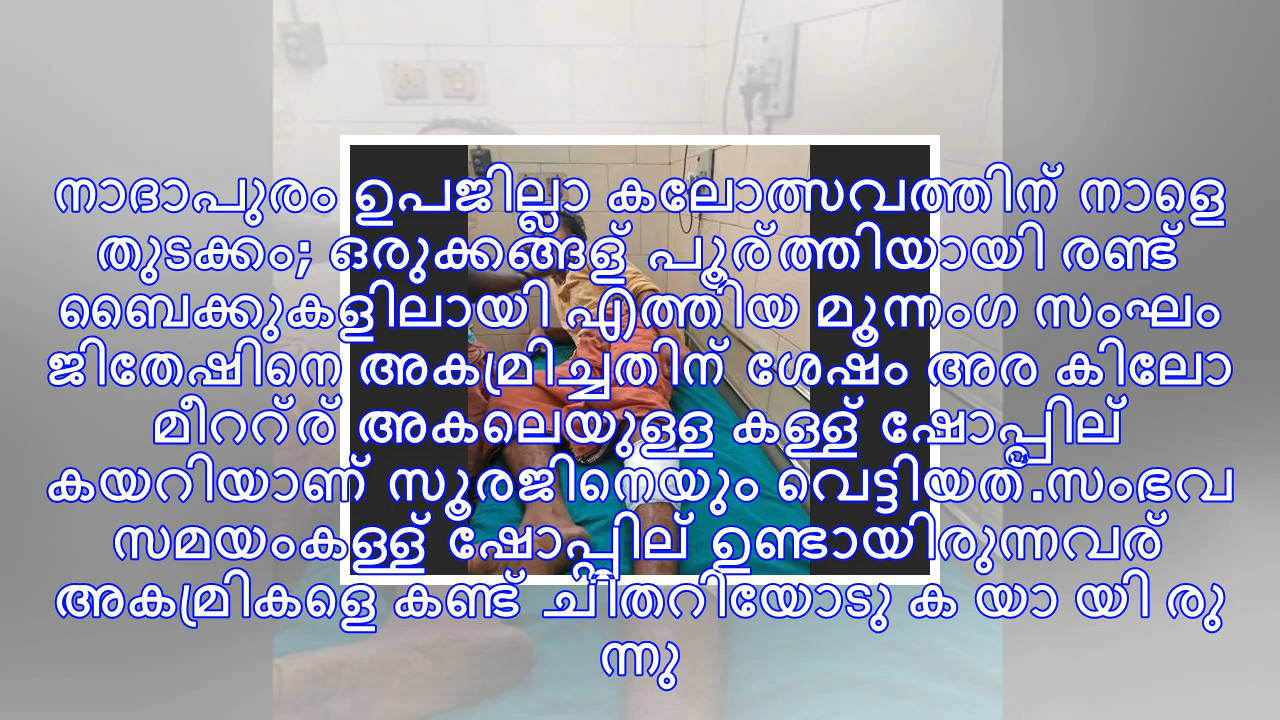 നാദാപുരം ഉപജില്ലാ കലോത്സവത്തിന് നാളെ
തുടക്കം; ഒരുക്കങ്ങള് പൂര്ത്തിയായി രണ്ട്
ബൈക്കുകളിലായി എത്തിയ മൂന്നംഗ സംഘം
ജിതേഷിനെ അക്രമിച്ചതിന് ശേഷം അര കിലോ
മീററ്ര് അകലെയുള്ള കള്ള് ഷോപ്പില്
കയറിയാണ് സൂരജിനെയും വെട്ടിയത്.സംഭവ
സമയംകള്ള് ഷോപ്പില് ഉണ്ടായിരുന്നവര്
അക്രമികളെ കണ്ട് ചിതറിയോടു ക യാ യി രു
ന്നു